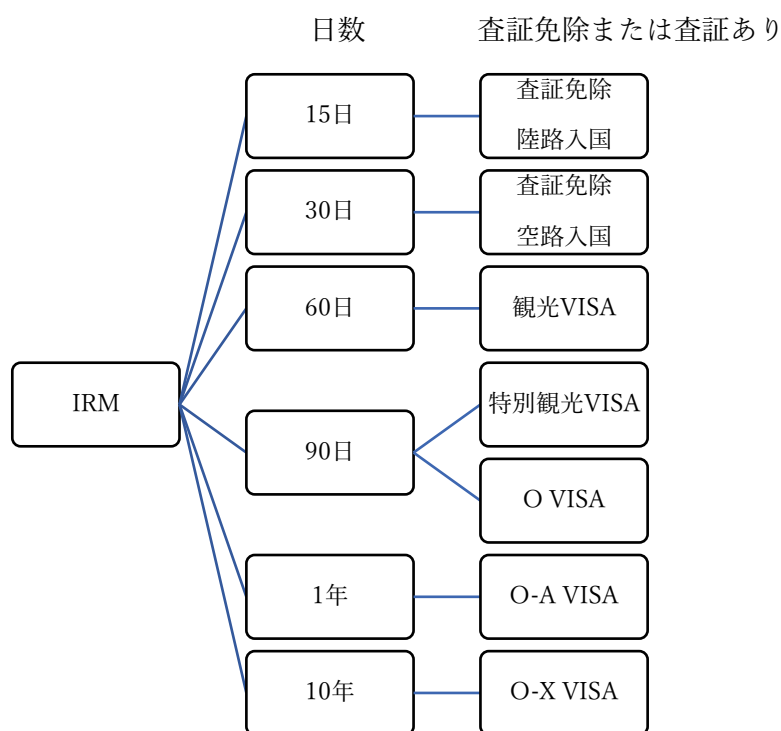 日数
査証免除または査証あり
15日
査証免除
陸路入国
30日
査証免除
空路入国
60日
観光VISA
IRM
90日
特別観光VISA
O VISA
1年
O-A VISA
10年
O-X VISA